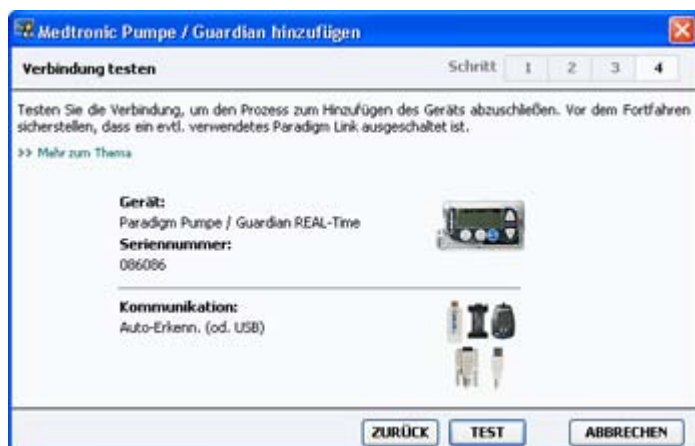 Medtronic Pumpe / Guardian hinzufügen
Verbindung testen
Schritt 1 2 3 4
Testen Sie die Verbindung, um den Prozess zum Hinzufügen des Geräts abzuschließen. Vor dem Fortfahren
sicherstellen, dass ein evtl. verwendetes Paradigm Link ausgeschaltet ist.
>> Mehr zum Thema
Gerät:
Paradigm Pumpe / Guardian REAL-Time
Seriennummer:
086086
Kommunikation:
Auto-Erkenn. (od. USB)
ZURÜCK TEST ABBRECHEN